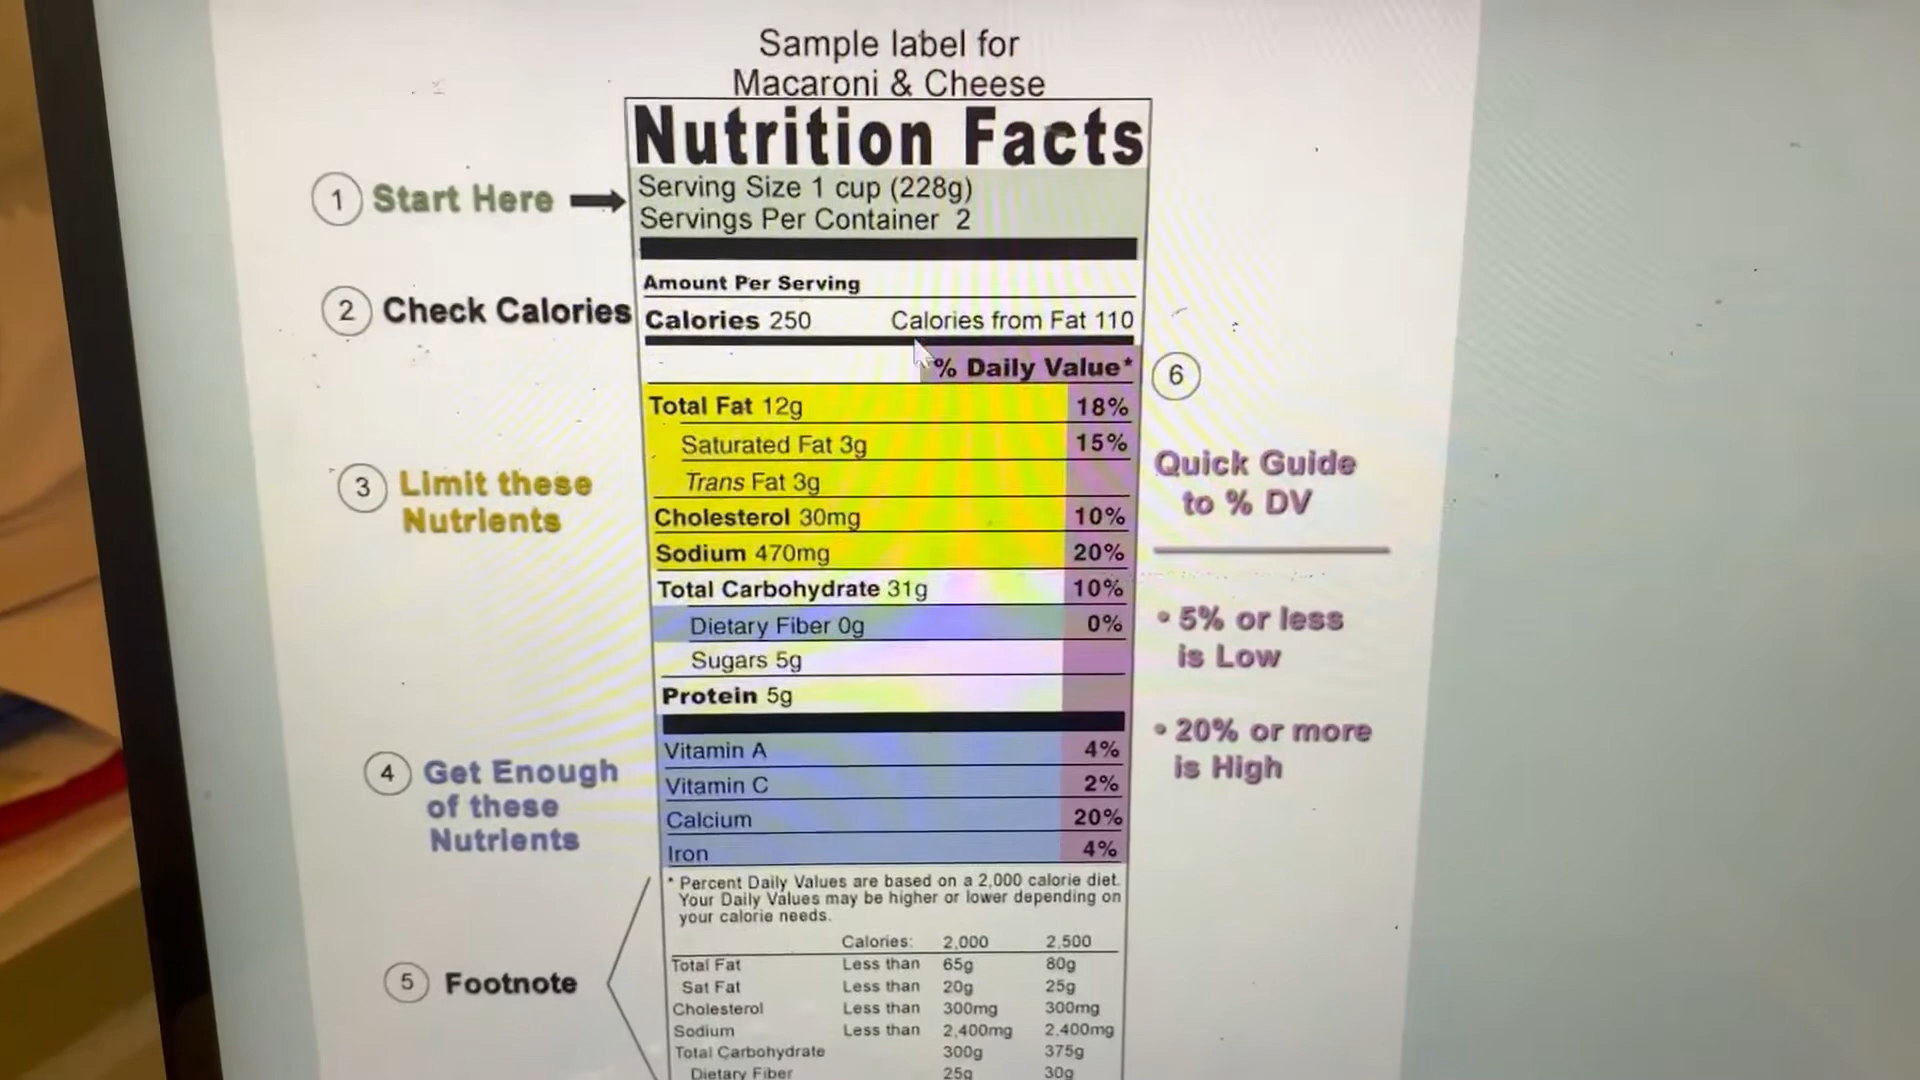 Sample label for
Macaroni & Cheese
Nutrition Facts
1 Start Here
Serving Size 1 cup (228g)
Servings Per Container 2
Amount Per Serving
2 Check Calories
Calories 250 Calories from Fat 110
% Daily Value*
6
Total Fat 12g 18%
Saturated Fat 3g 15%
Trans Fat 3g
3 Limit these
Nutrients
Cholesterol 30mg 10%
Sodium 470mg 20%
Quick Guide
to % DV
Total Carbohydrate 31g 10%
Dietary Fiber 0g 0%
Sugars 5g
Protein 5g
• 5% or less
is Low
• 20% or more
is High
4 Get Enough
of these
Nutrients
Vitamin A 4%
Vitamin C 2%
Calcium 20%
Iron 4%
* Percent Daily Values are based on a 2,000 calorie diet.
Your Daily Values may be higher or lower depending on
your calorie needs.
5 Footnote
Calories: 2,000 2,500
Total Fat Less than 65g 80g
Sat Fat Less than 20g 25g
Cholesterol Less than 300mg 300mg
Sodium Less than 2,400mg 2,400mg
Total Carbohydrate 300g 375g
Dietary Fiber 25g 30g